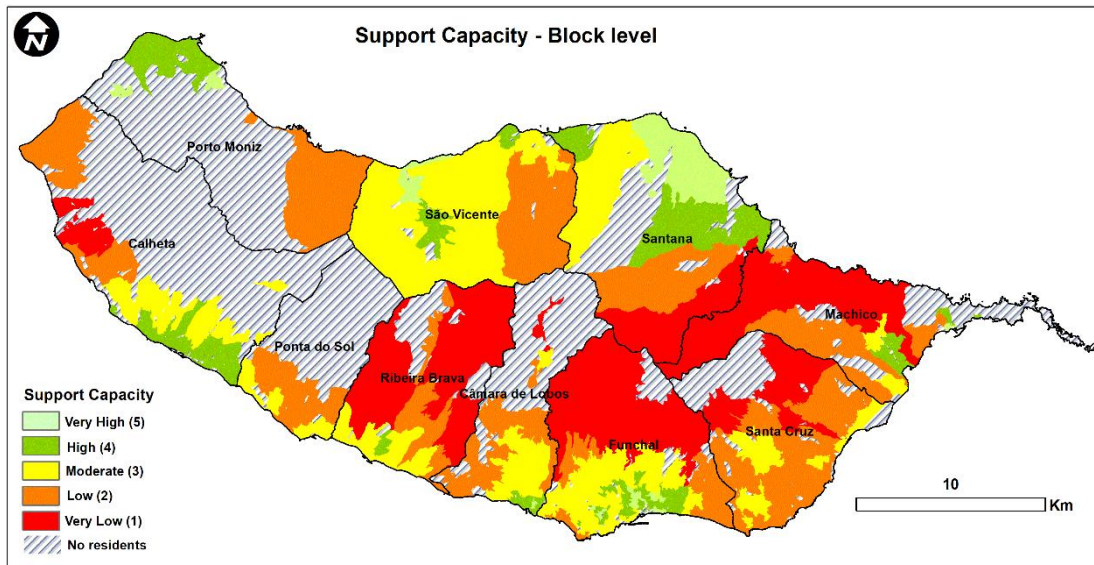 N
Support Capacity - Block level
Porto Moniz
São Vicente
Santana
Calheta
Machico
Ponta do Sol
Ribeira Brava
Câmara de Lobos
Funchal
Santa Cruz
Support Capacity
Very High (5)
High (4)
Moderate (3)
Low (2)
Very Low (1)
No residents
10
Km